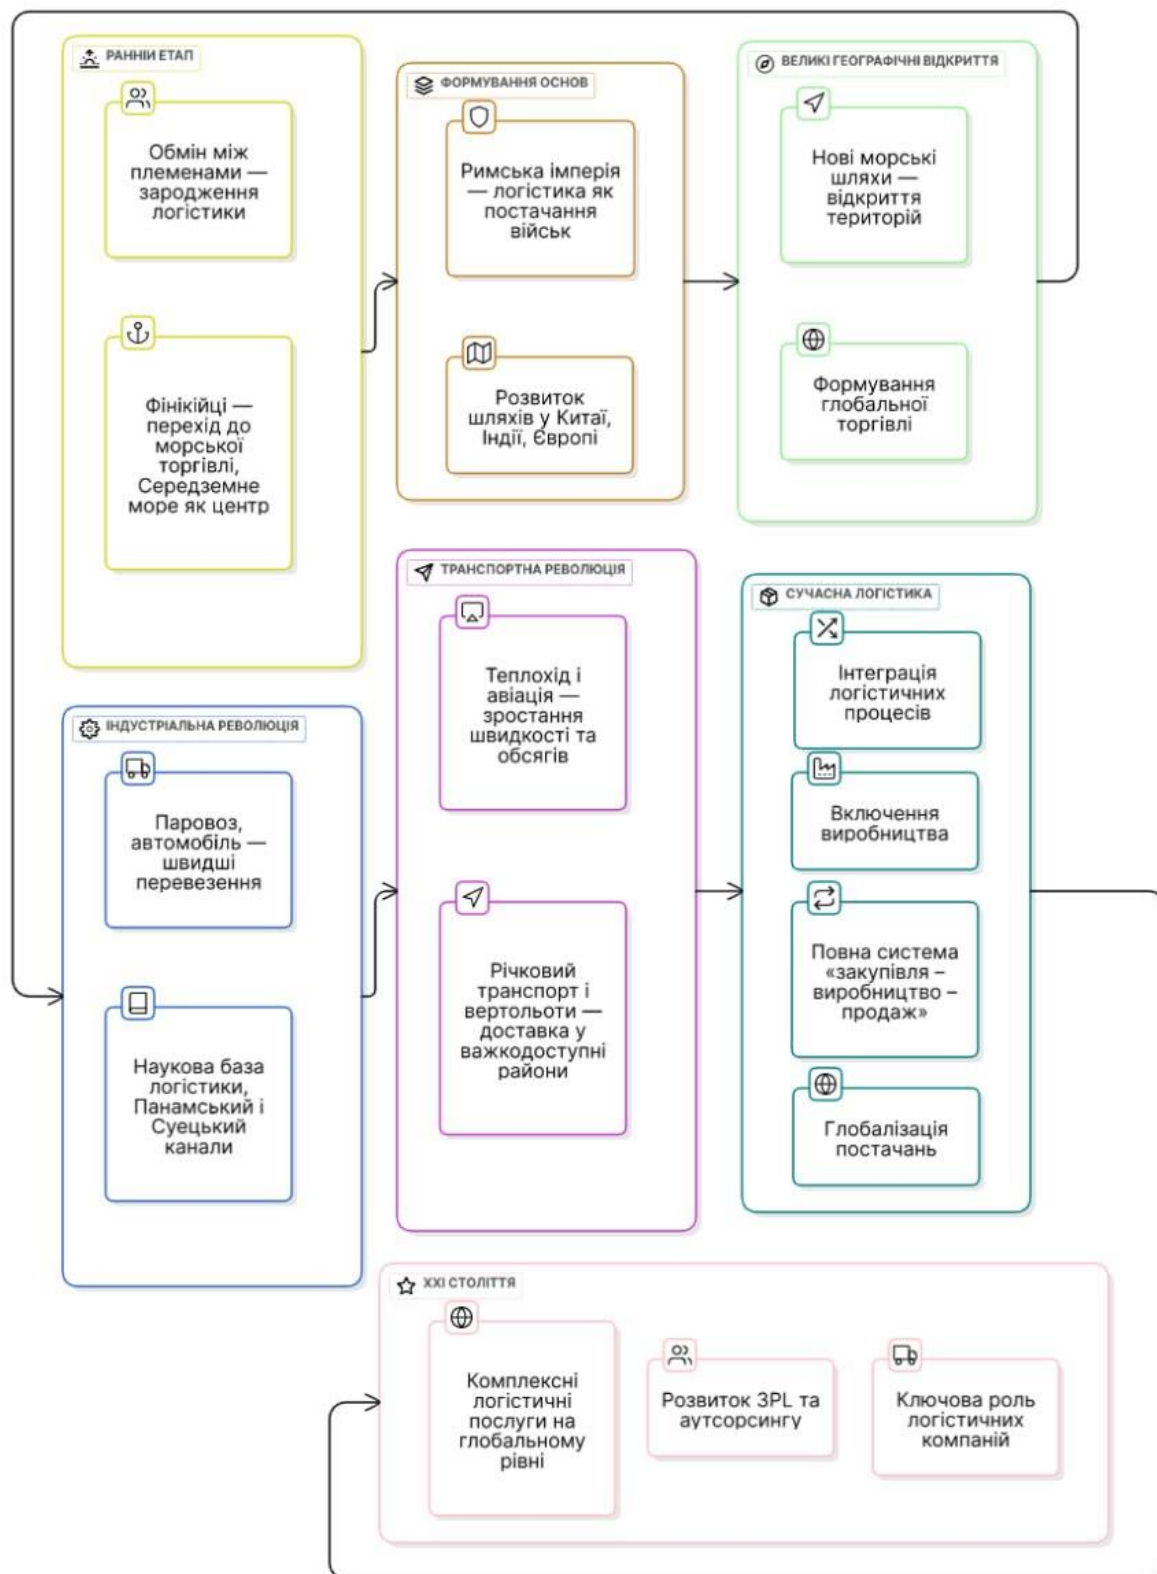 РАННІЙ ЕТАП
Обмін між
племенами —
зародження
логістики
Фінікійці —
перехід до
морської
торгівлі,
Середземне
море як центр
ФОРМУВАННЯ ОСНОВ
Римська імперія
— логістика як
постачання
військ
Розвиток
шляхів у Китаї,
Індії, Європі
ВЕЛИКІ ГЕОГРАФІЧНІ ВІДКРИТТЯ
Нові морські
шляхи —
відкриття
територій
Формування
глобальної
торгівлі
ІНДУСТРІАЛЬНА РЕВОЛЮЦІЯ
Паровоз,
автомобіль —
швидші
перевезення
Наукова база
логістики,
Панамський і
Суецький
канали
ТРАНСПОРТНА РЕВОЛЮЦІЯ
Теплохід і
авіація —
зростання
швидкості та
обсягів
Річковий
транспорт і
вертольоти —
доставка у
важкодоступні
райони
СУЧАСНА ЛОГІСТИКА
Інтеграція
логістичних
процесів
Включення
виробництва
Повна система
«закупівля –
виробництво –
продаж»
Глобалізація
постачань
XXI СТОЛІТТЯ
Комплексні
логістичні
послуги на
глобальному
рівні
Розвиток 3PL та
аутсорсингу
Ключова роль
логістичних
компаній